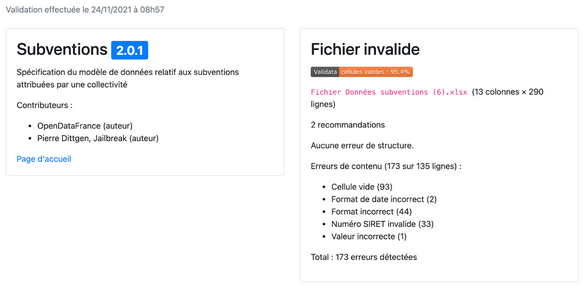 Validation effectuée le 24/11/2021 à 08h57
Subventions 2.0.1
Spécification du modèle de données relatif aux subventions
attribuées par une collectivité
Contributeurs :
OpenDataFrance (auteur)
Pierre Dittgen, Jailbreak (auteur)
Page d'accueil
Fichier invalide
Validata cellules valides : 95.4%
Fichier Données subventions (6).xlsx (13 colonnes × 290
lignes)
2 recommandations
Aucune erreur de structure.
Erreurs de contenu (173 sur 135 lignes) :
Cellule vide (93)
Format de date incorrect (2)
Format incorrect (44)
Numéro SIRET invalide (33)
Valeur incorrecte (1)
Total : 173 erreurs détectées